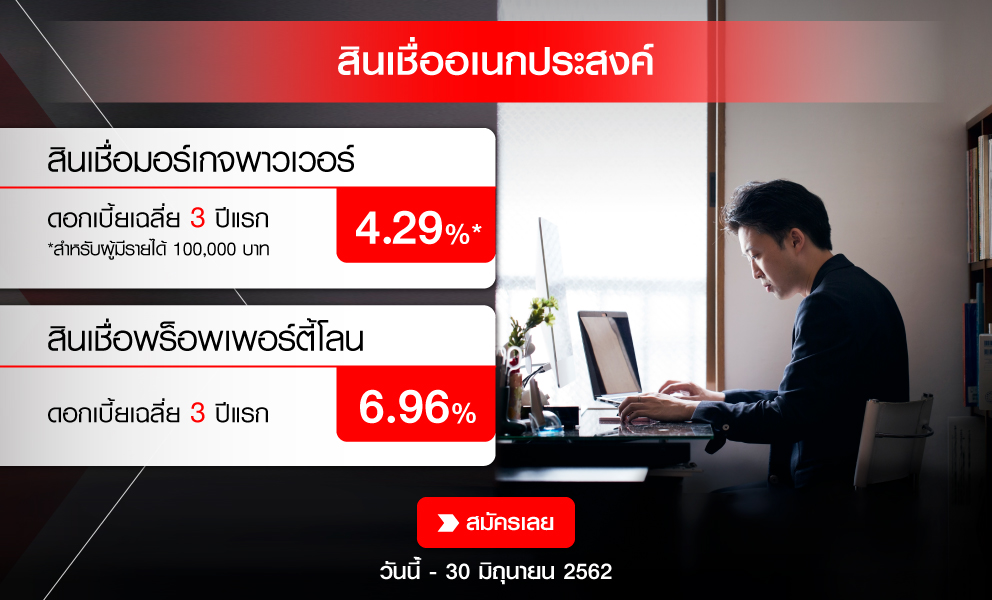 สินเชื่ออเนกประสงค์
สินเชื่อมอร์เกจพาวเวอร์
ดอกเบี้ยเฉลี่ย 3 ปีแรก
*สำหรับผู้มีรายได้ 100,000 บาท
4.29%*
สินเชื่อพร็อพเพอร์ตี้โลน
ดอกเบี้ยเฉลี่ย 3 ปีแรก
6.96%
สมัครเลย
วันนี้ - 30 มิถุนายน 2562